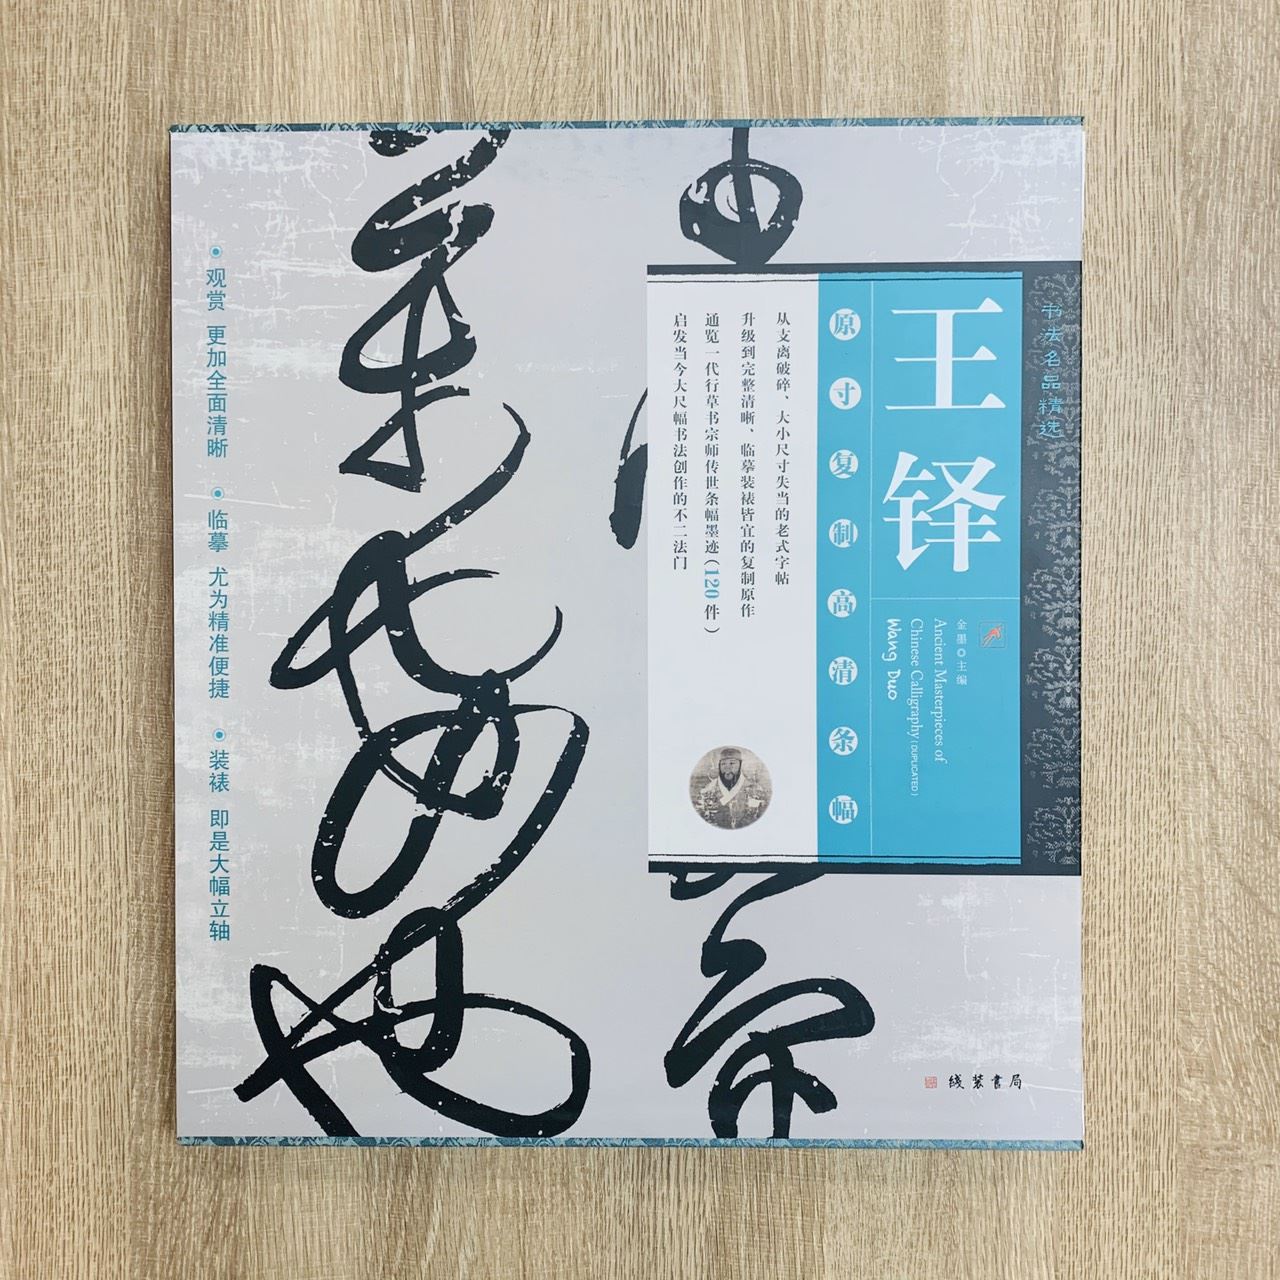 书法名品精选
王铎
金墨◎主编
Ancient Masterpieces of
Chinese Calligraphy (DUPLICATED)
Wang Duo
原寸复制高清条幅
从支离破碎、大小尺寸失当的老式字帖
升级到完整清晰、临摹装裱皆宜的复制原作
通览一代行草书宗师传世条幅墨迹（120件）
启发当今大尺幅书法创作的不二法门
观赏 更加全面清晰
临摹 尤为精准便捷
装裱 即是大幅立轴
线装书局